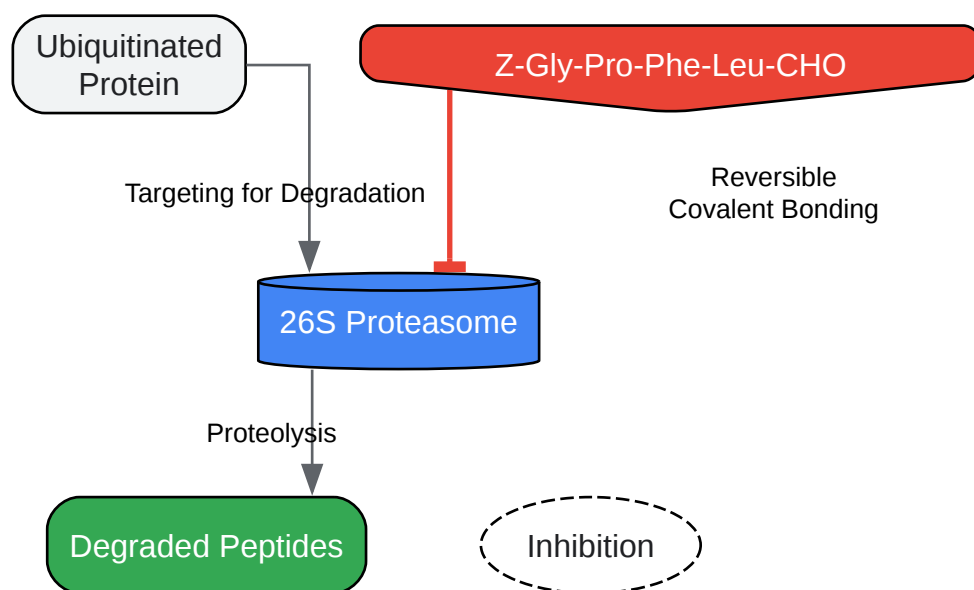 Ubiquitinated
Protein
Z-Gly-Pro-Phe-Leu-CHO
Targeting for Degradation
Reversible
Covalent Bonding
26S Proteasome
Proteolysis
Degraded Peptides
Inhibition